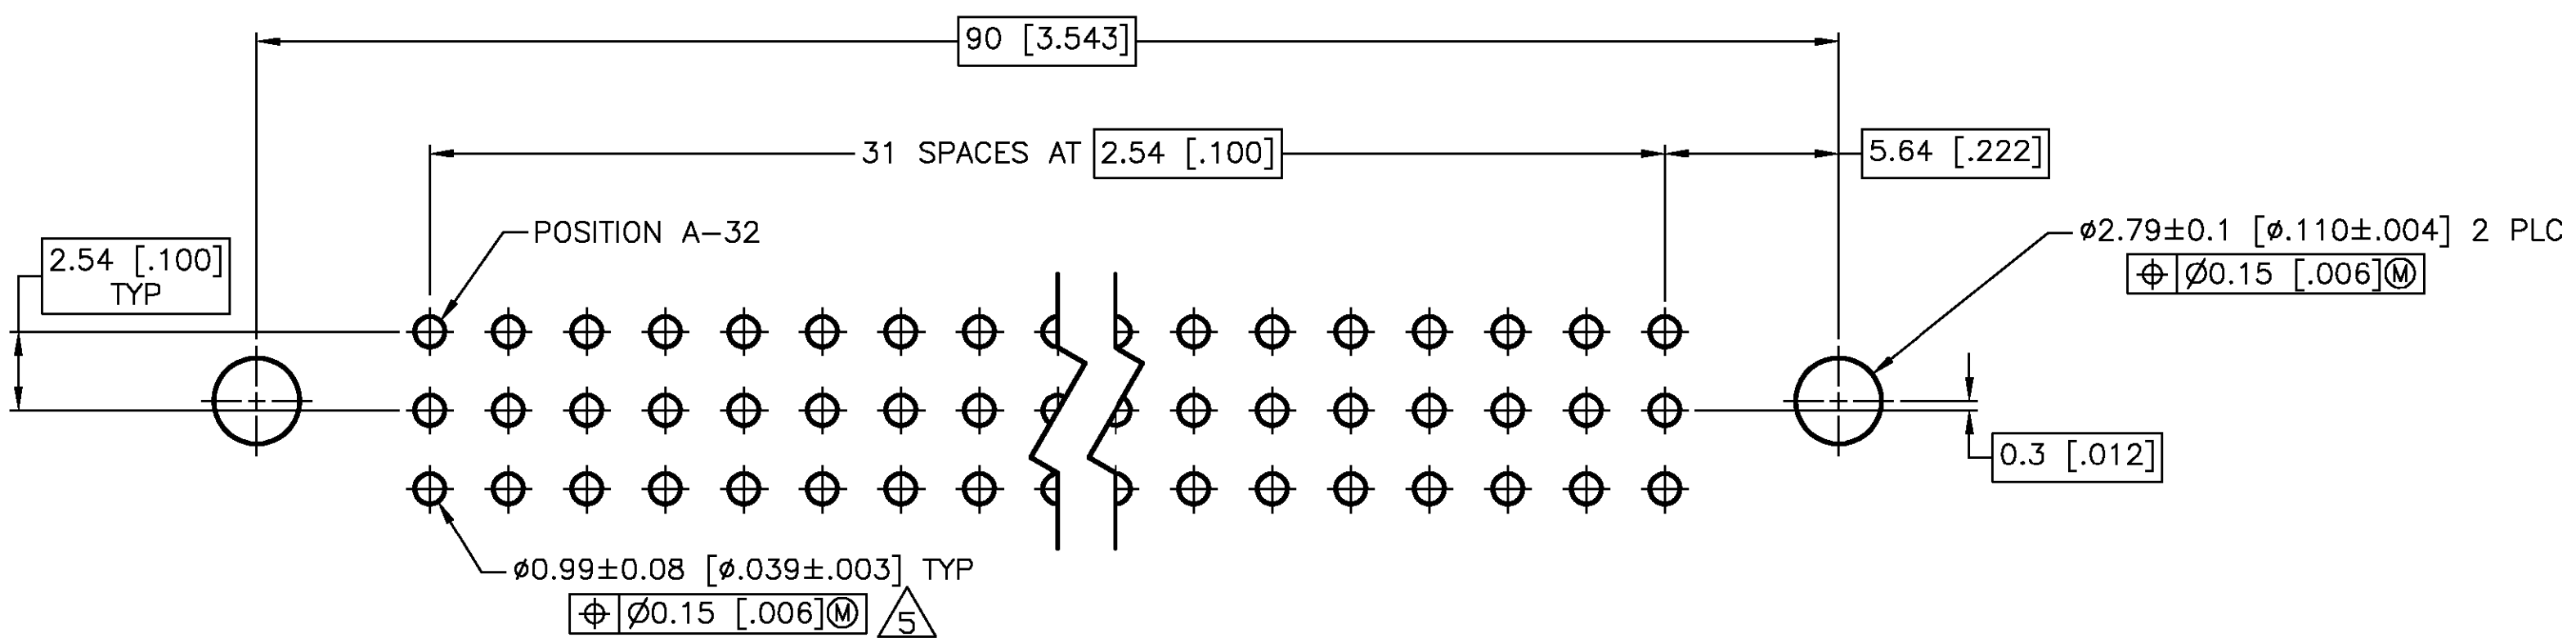 90 [3.543]
31 SPACES AT 2.54 [.100]
5.64 [.222]
POSITION A-32
ø2.79±0.1 [ø.110±.004] 2 PLC
⌖ Ø0.15 [.006]Ⓜ
2.54 [.100]
TYP
0.3 [.012]
ø0.99±0.08 [ø.039±.003] TYP
⌖ Ø0.15 [.006]Ⓜ 5